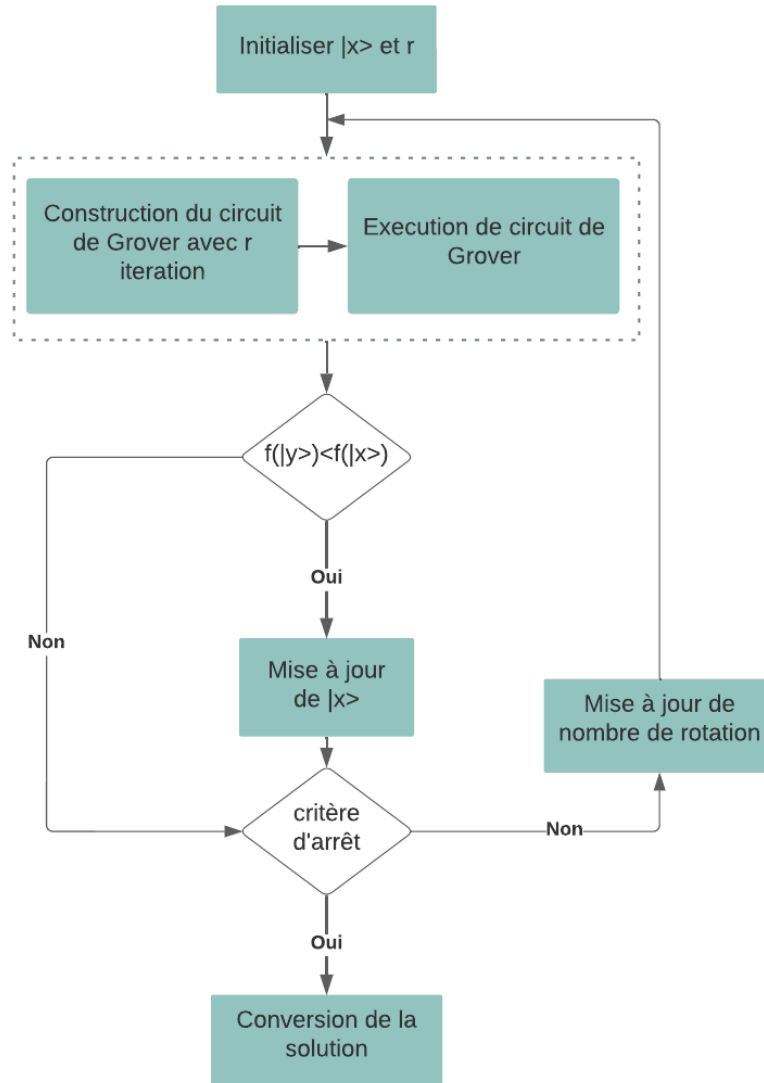 Initialiser |x> et r
Construction du circuit
de Grover avec r
iteration
Execution de circuit de
Grover
f(|y>)<f(|x>)
Oui
Non
Mise à jour
de |x>
Mise à jour de
nombre de rotation
critère
d'arrêt
Non
Oui
Conversion de la
solution